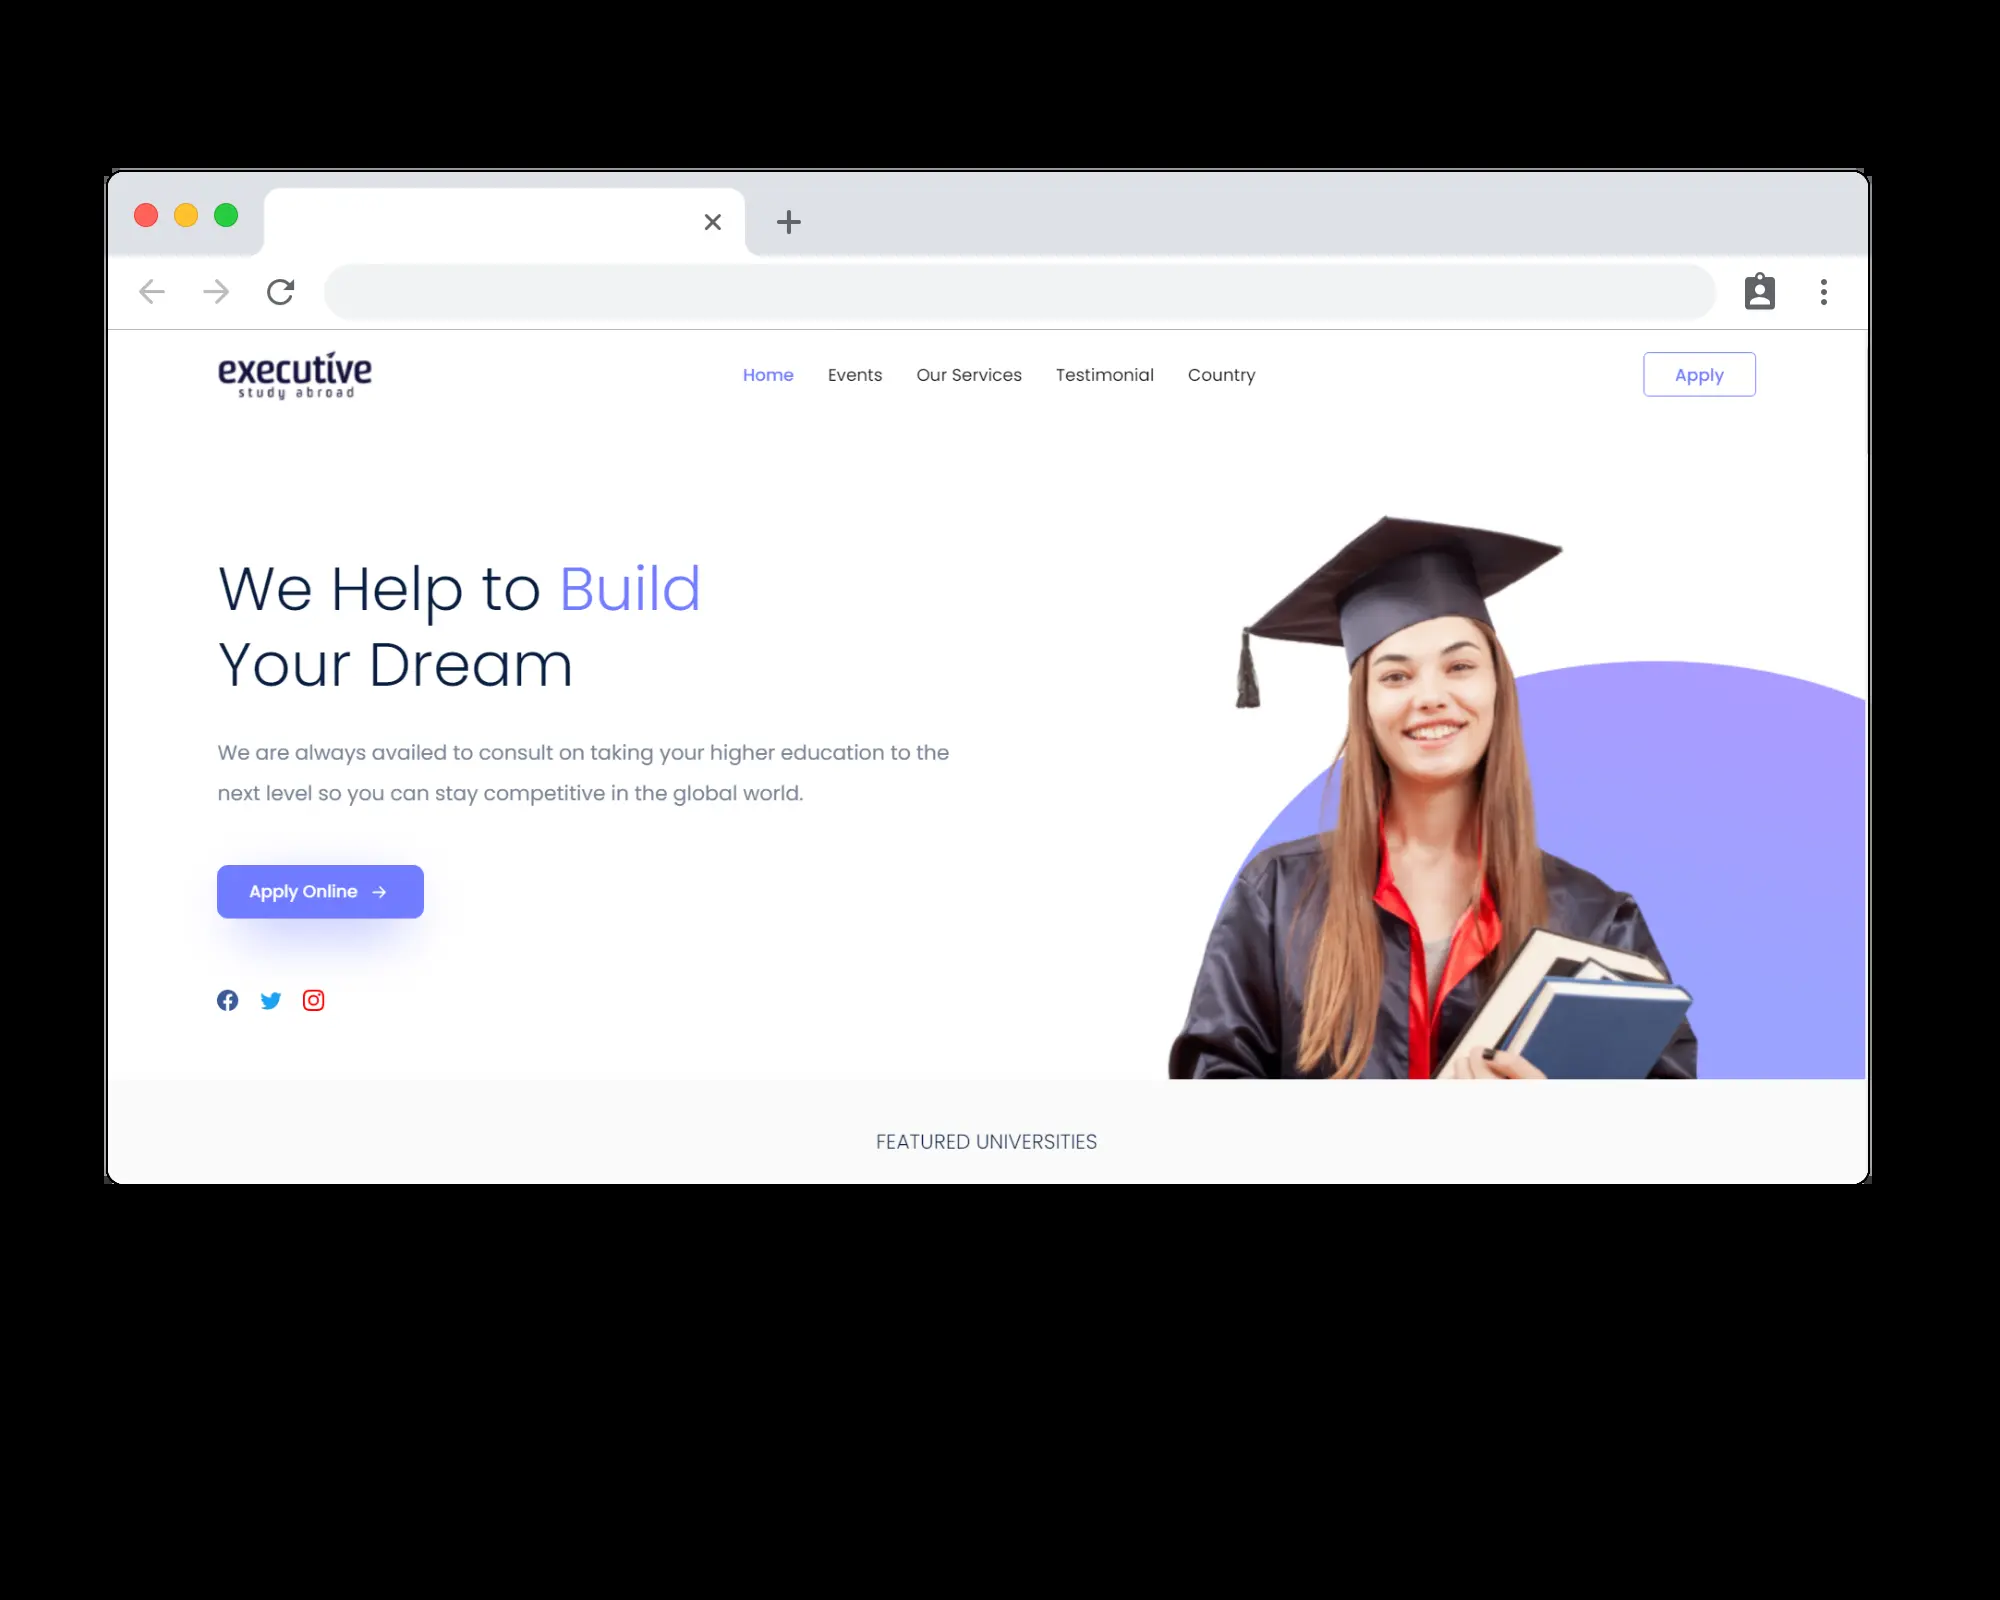 executive
study abroad
Home Events Our Services Testimonial Country
Apply
We Help to Build
Your Dream
We are always availed to consult on taking your higher education to the
next level so you can stay competitive in the global world.
Apply Online
FEATURED UNIVERSITIES